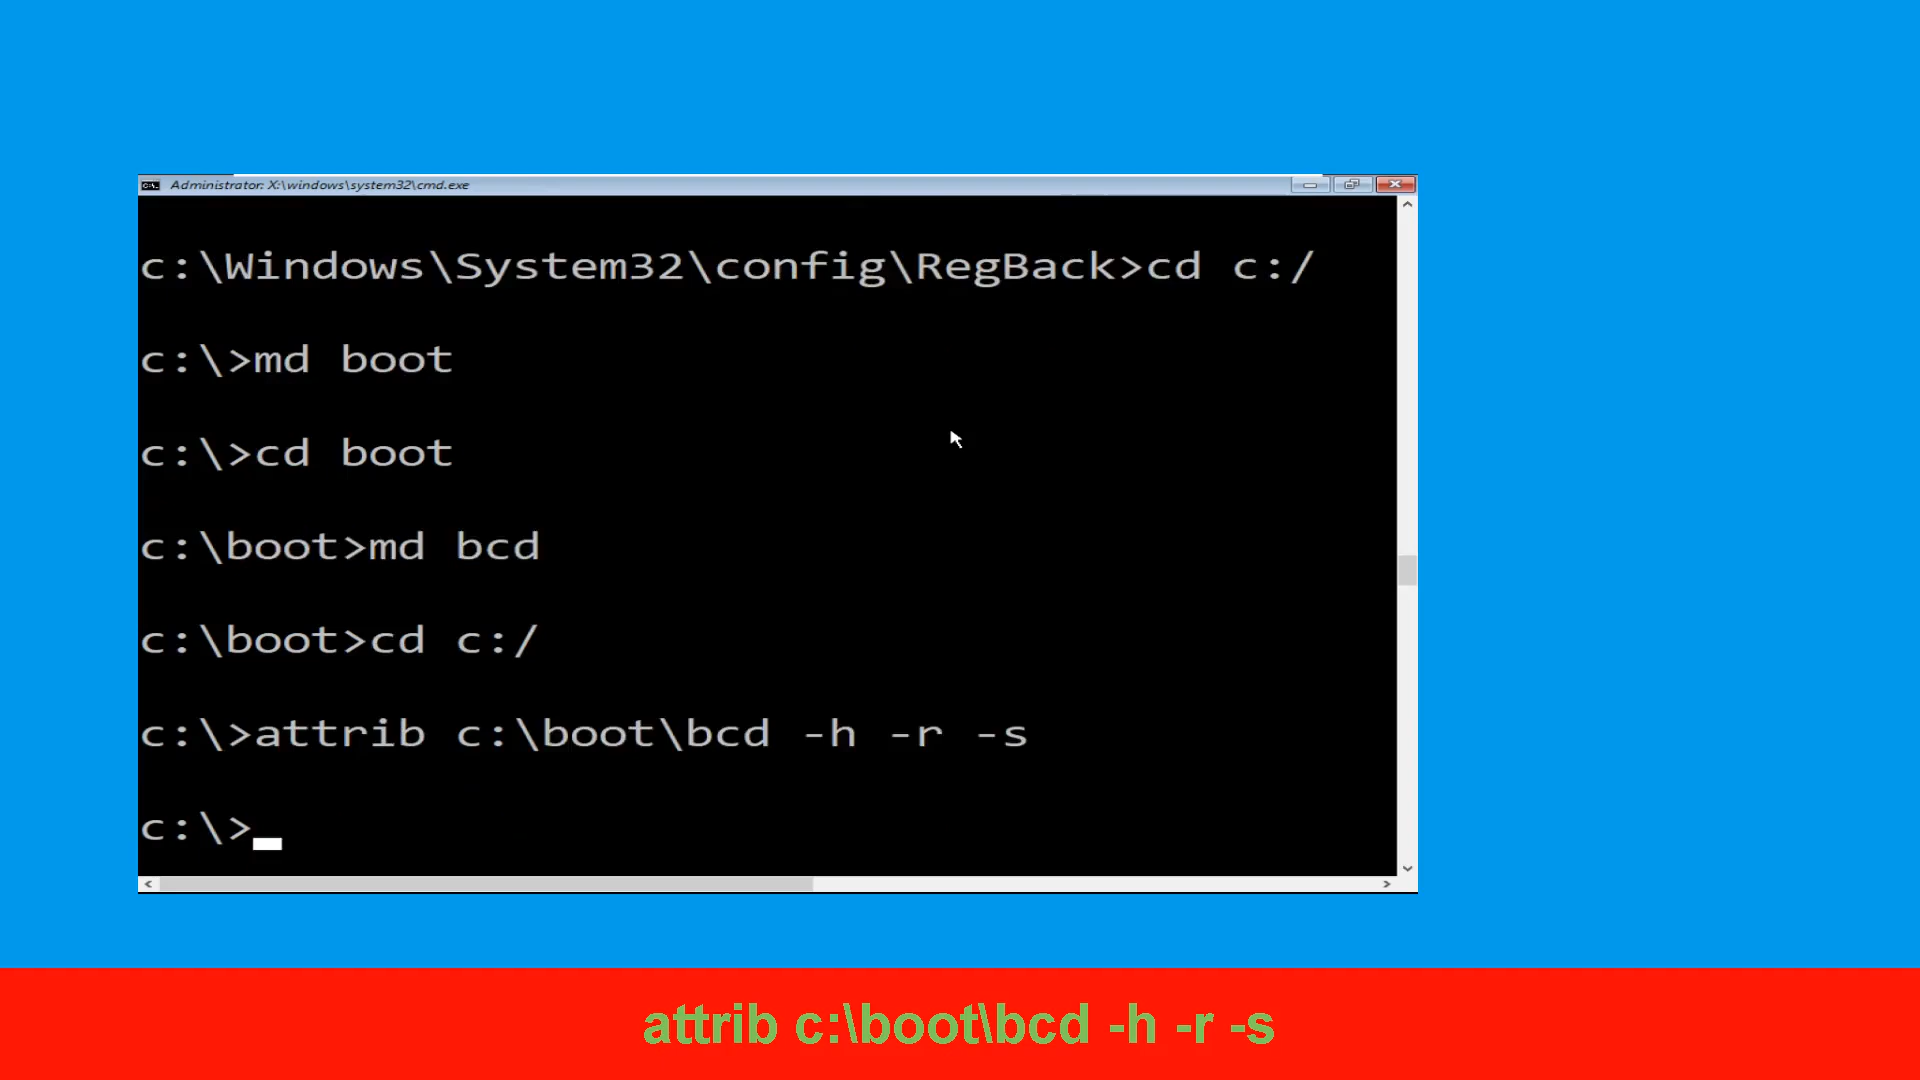 Administrator: X:\windows\system32\cmd.exe
c:\Windows\System32\config\RegBack>cd c:/
c:\>md boot
c:\>cd boot
c:\boot>md bcd
c:\boot>cd c:/
c:\>attrib c:\boot\bcd -h -r -s
c:\>
attrib c:\boot\bcd -h -r -s